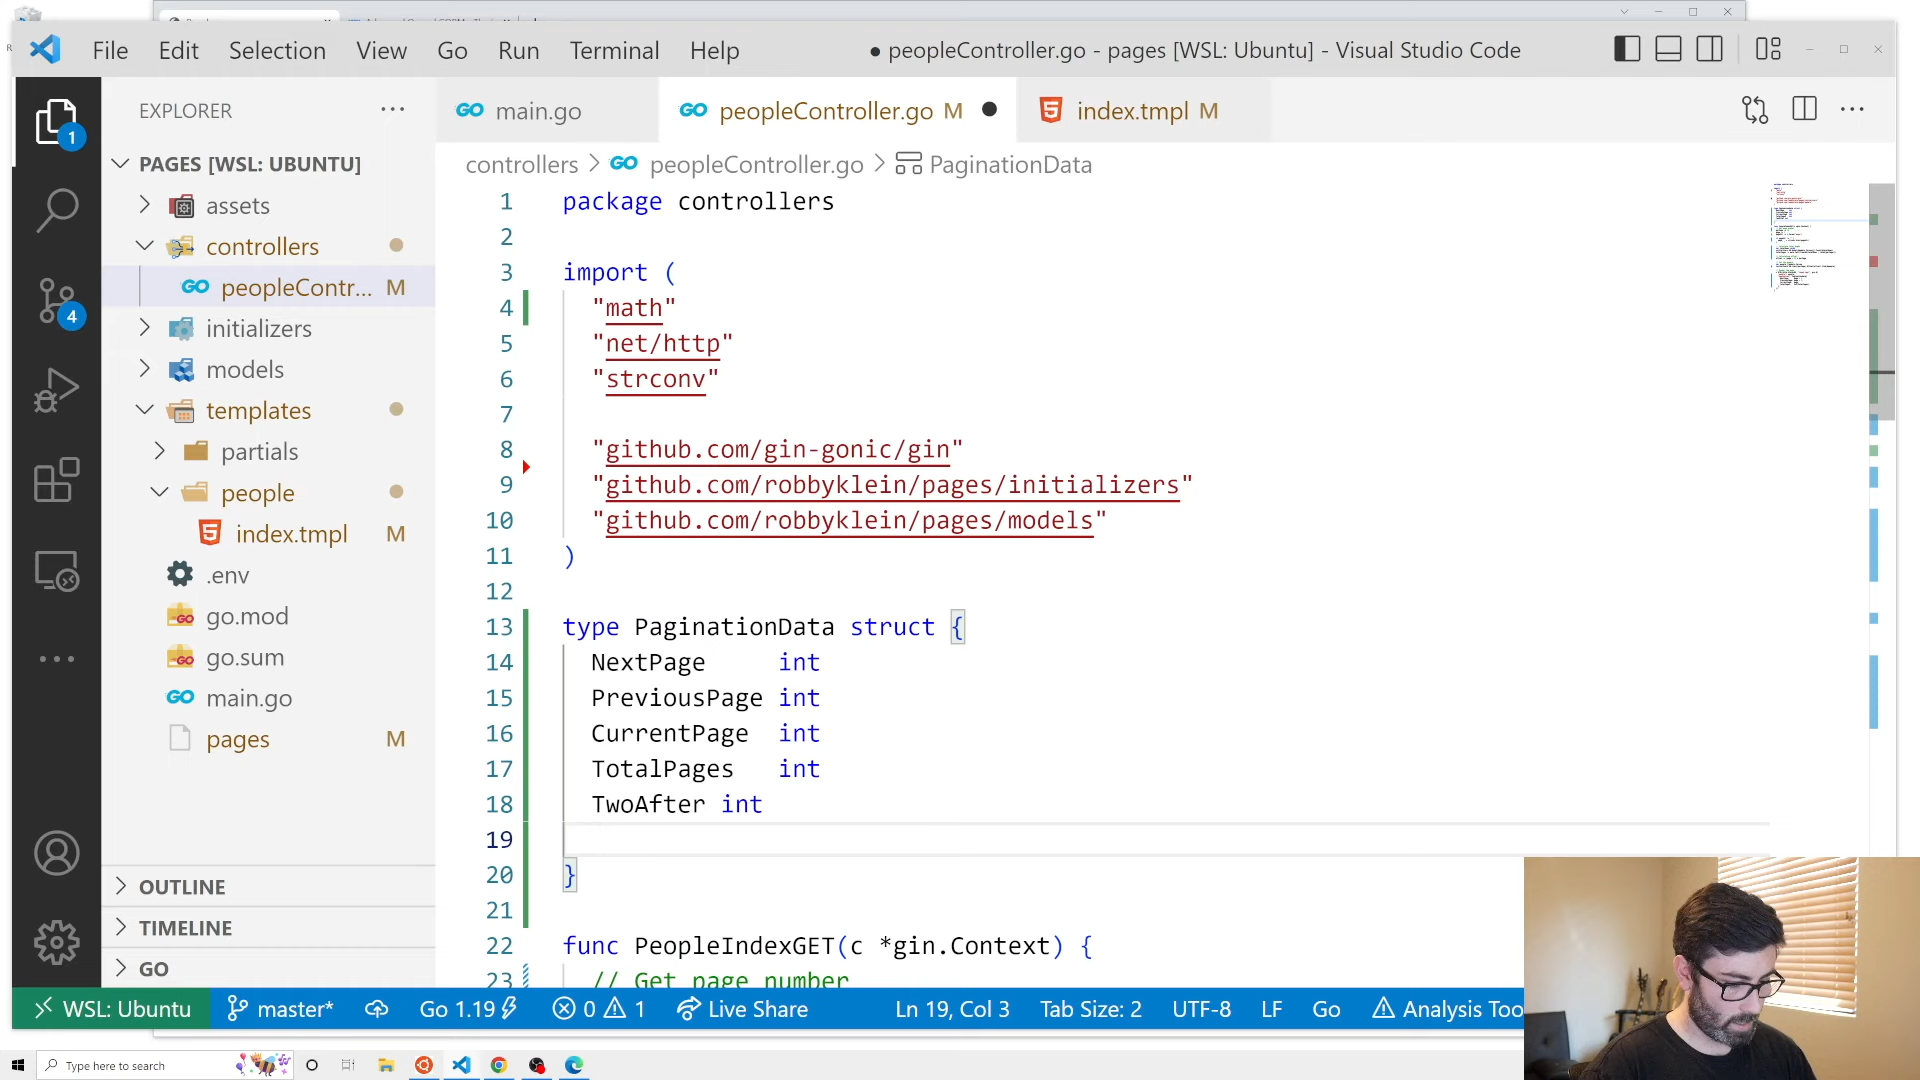 File Edit Selection View Go Run Terminal Help
● peopleController.go - pages [WSL: Ubuntu] - Visual Studio Code
EXPLORER
main.go
peopleController.go M
index.tmpl M
PAGES [WSL: UBUNTU]
controllers > peopleController.go > PaginationData
assets
controllers
peopleContr... M
initializers
models
templates
partials
people
index.tmpl M
.env
go.mod
go.sum
main.go
pages M
OUTLINE
TIMELINE
GO
1
4
1 package controllers
2
3 import (
4 "math"
5 "net/http"
6 "strconv"
7
8 "github.com/gin-gonic/gin"
9 "github.com/robbyklein/pages/initializers"
10 "github.com/robbyklein/pages/models"
11 )
12
13 type PaginationData struct {
14 NextPage int
15 PreviousPage int
16 CurrentPage int
17 TotalPages int
18 TwoAfter int
19
20 }
21
22 func PeopleIndexGET(c *gin.Context) {
23 // Get page number
WSL: Ubuntu master* Go 1.19 0 1 Live Share Ln 19, Col 3 Tab Size: 2 UTF-8 LF Go Analysis Too
Type here to search